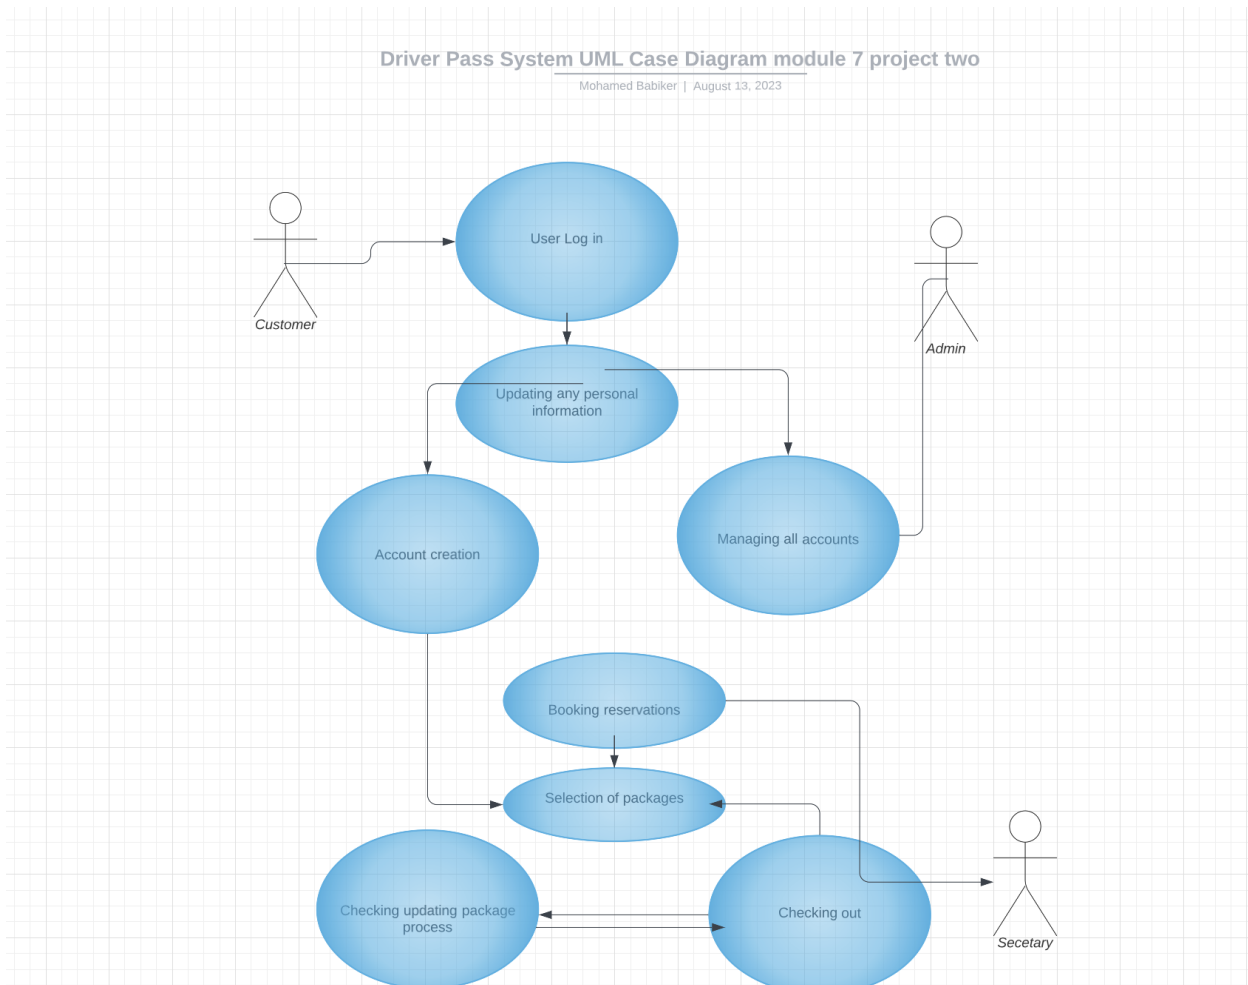 Driver Pass System UML Case Diagram module 7 project two
Mohamed Babiker | August 13, 2023
User Log in
Customer
Admin
Updating any personal
information
Managing all accounts
Account creation
Booking reservations
Selection of packages
Checking updating package
process
Checking out
Secetary